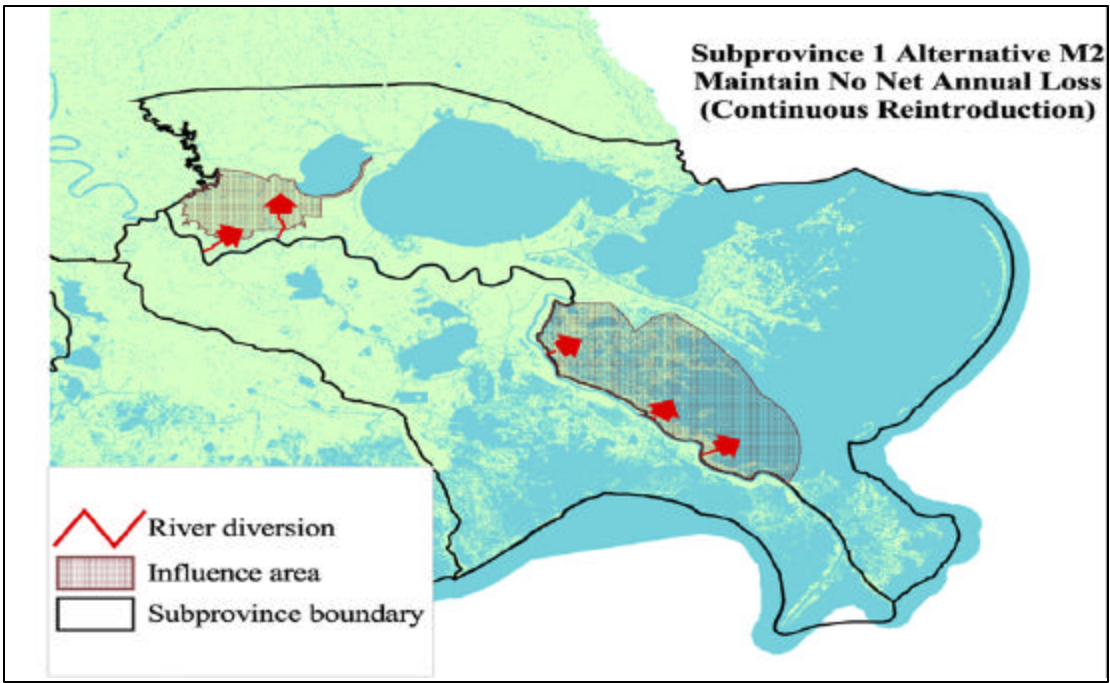 Subprovince 1 Alternative M2
Maintain No Net Annual Loss
(Continuous Reintroduction)
River diversion
Influence area
Subprovince boundary